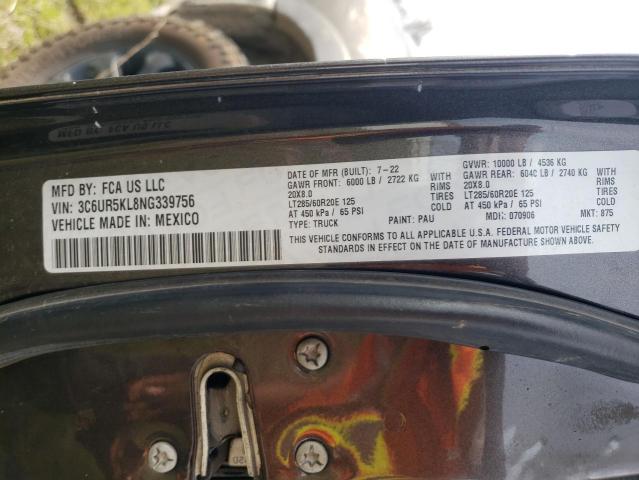 MFD BY: FCA US LLC
VIN: 3C6UR5KL8NG339756
VEHICLE MADE IN: MEXICO
DATE OF MFR (BUILT): 7-22
GAWR FRONT: 6000 LB / 2722 KG WITH
20X8.0 RIMS
LT285/60R20E 125 TIRES
AT 450 kPa / 65 PSI COLD
TYPE: TRUCK PAINT: PAU
GVWR: 10000 LB / 4536 KG
GAWR REAR: 6040 LB / 2740 KG WITH
20X8.0 RIMS
LT285/60R20E 125 TIRES
AT 450 kPa / 65 PSI COLD
MDH: 070906 MKT: 875
THIS VEHICLE CONFORMS TO ALL APPLICABLE U.S.A. FEDERAL MOTOR VEHICLE SAFETY
STANDARDS IN EFFECT ON THE DATE OF MANUFACTURE SHOWN ABOVE.